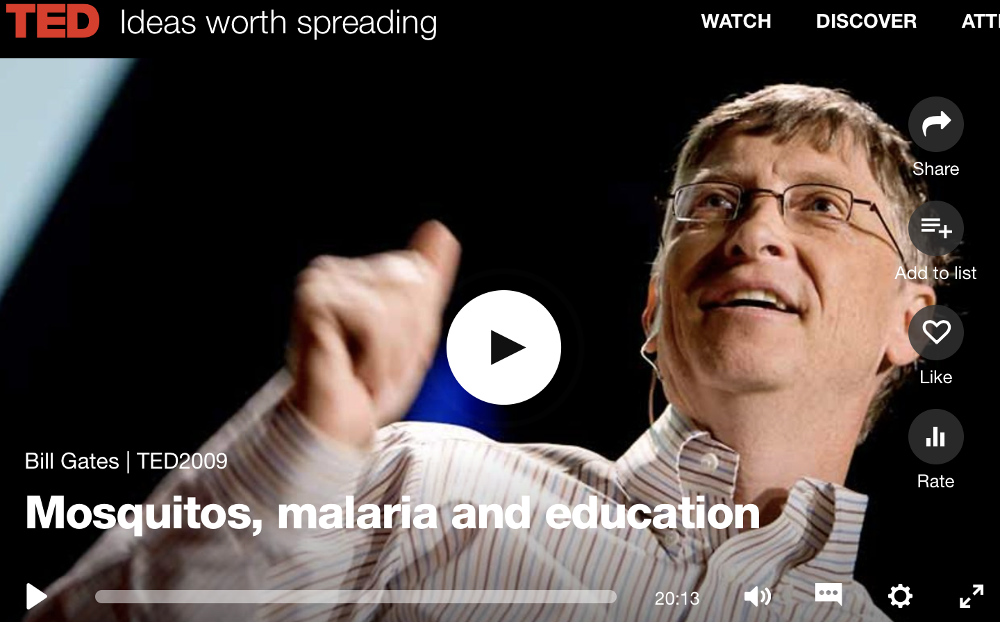 TED Ideas worth spreading WATCH DISCOVER ATTE
Share
Add to list
Like
Bill Gates | TED2009
Rate
Mosquitos, malaria and education
20:13